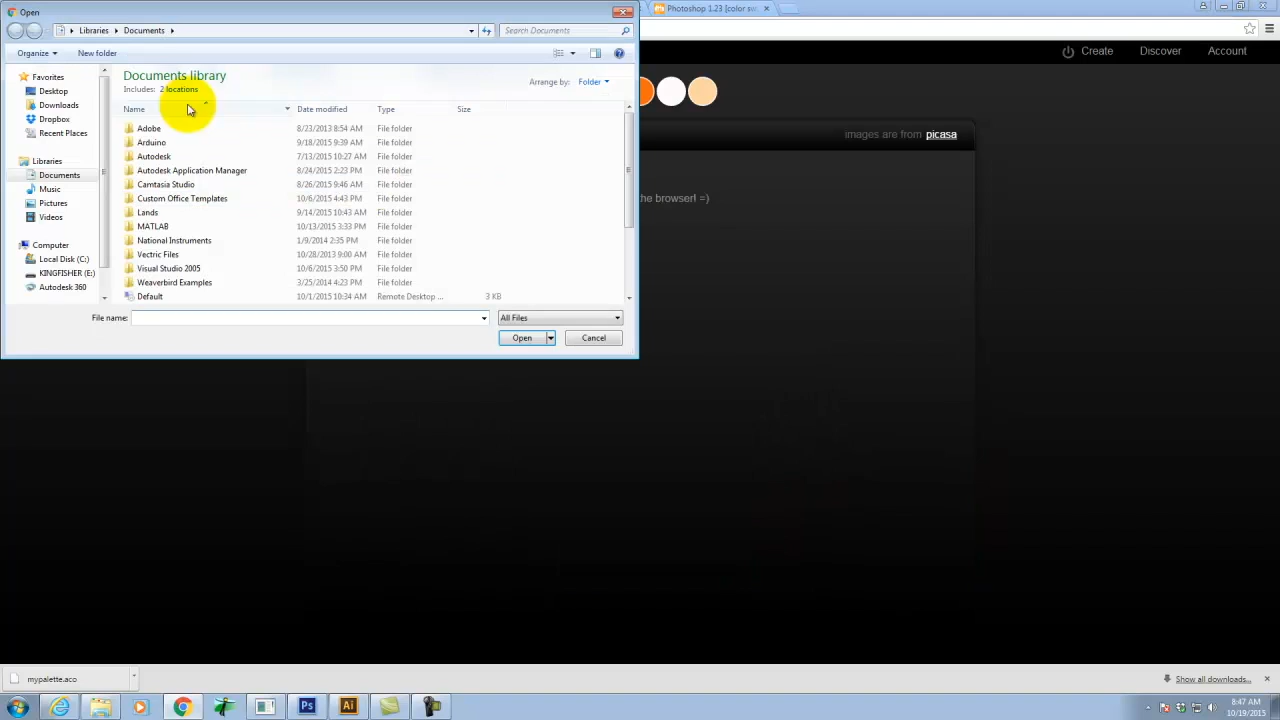 Open
Photoshop 1.23 [color su
Libraries Documents
Search Documents
Organize New folder
Create Discover Account
Documents library
Includes: 2 locations
Arrange by: Folder
Name Date modified Type Size
Favorites
Desktop
Downloads
Dropbox
Recent Places
Libraries
Documents
Music
Pictures
Videos
Computer
Local Disk (C:)
KINGFISHER (E:)
Autodesk 360
Adobe 8/23/2013 8:54 AM File folder
Arduino 9/18/2015 9:39 AM File folder
Autodesk 7/13/2015 10:27 AM File folder
Autodesk Application Manager 8/24/2015 2:23 PM File folder
Camtasia Studio 8/26/2015 9:46 AM File folder
Custom Office Templates 10/6/2015 4:43 PM File folder
Lands 9/14/2015 10:43 AM File folder
MATLAB 10/13/2015 3:33 PM File folder
National Instruments 1/9/2014 2:35 PM File folder
Vectric Files 10/28/2013 9:00 AM File folder
Visual Studio 2005 10/6/2015 3:50 PM File folder
Weaverbird Examples 3/25/2014 4:23 PM File folder
Default 10/1/2015 10:34 AM Remote Desktop ... 3 KB
images are from picasa
the browser! =)
File name: All Files
Open Cancel
mypalette.aco
Show all downloads...
Ps Ai
8:47 AM
10/19/2015